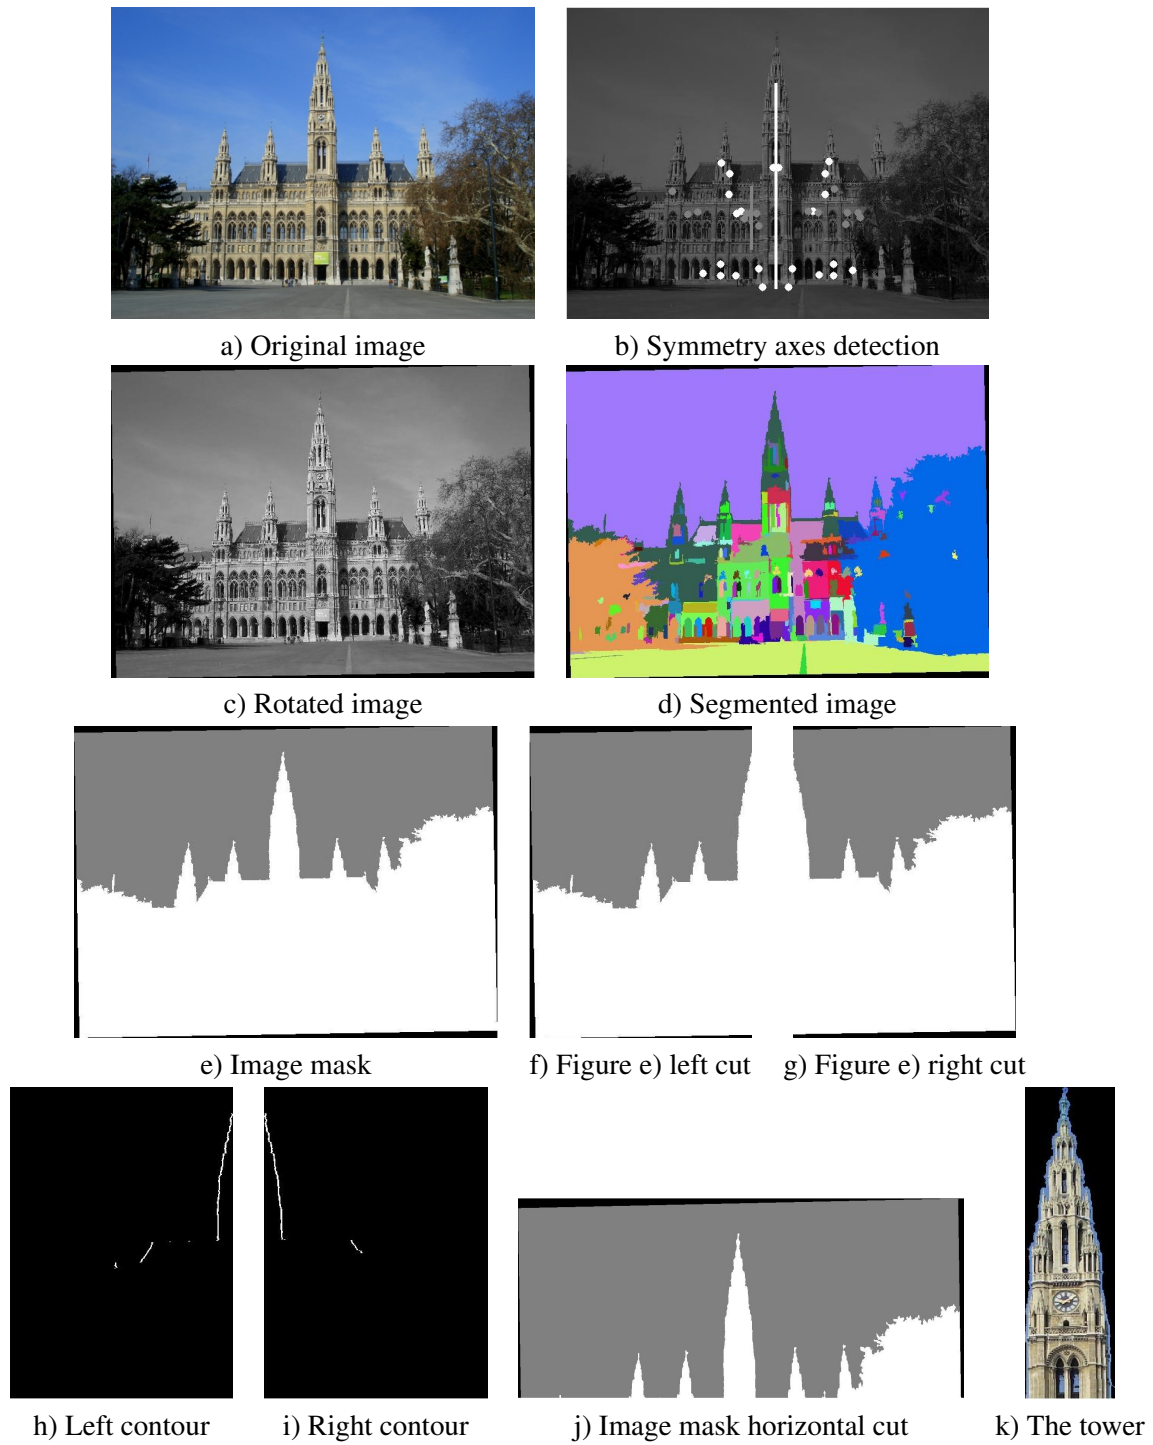 a) Original image
b) Symmetry axes detection
c) Rotated image
d) Segmented image
e) Image mask
f) Figure e) left cut
g) Figure e) right cut
h) Left contour
i) Right contour
j) Image mask horizontal cut
k) The tower